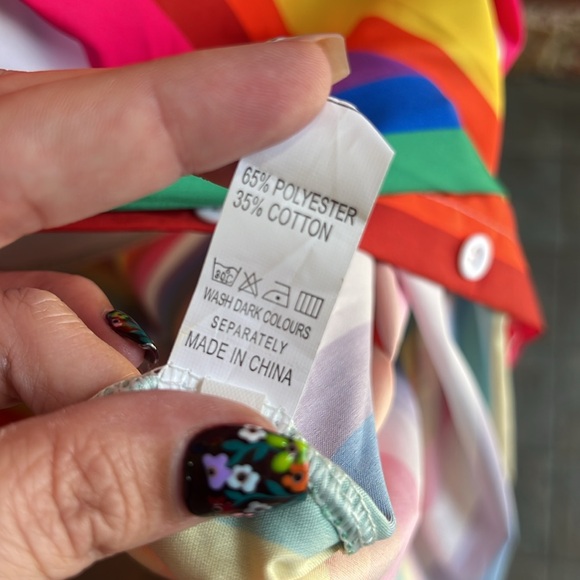 65% POLYESTER
35% COTTON
WASH DARK COLOURS
SEPARATELY
MADE IN CHINA